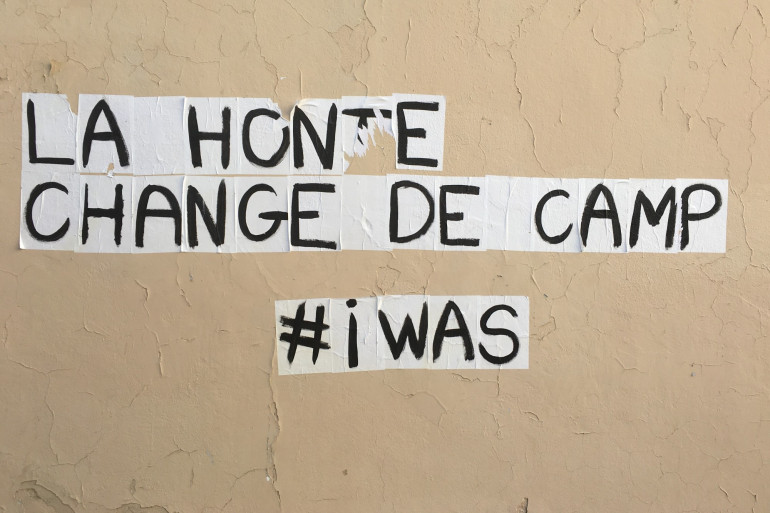 LA HONTE
CHANGE DE CAMP
#iWAS